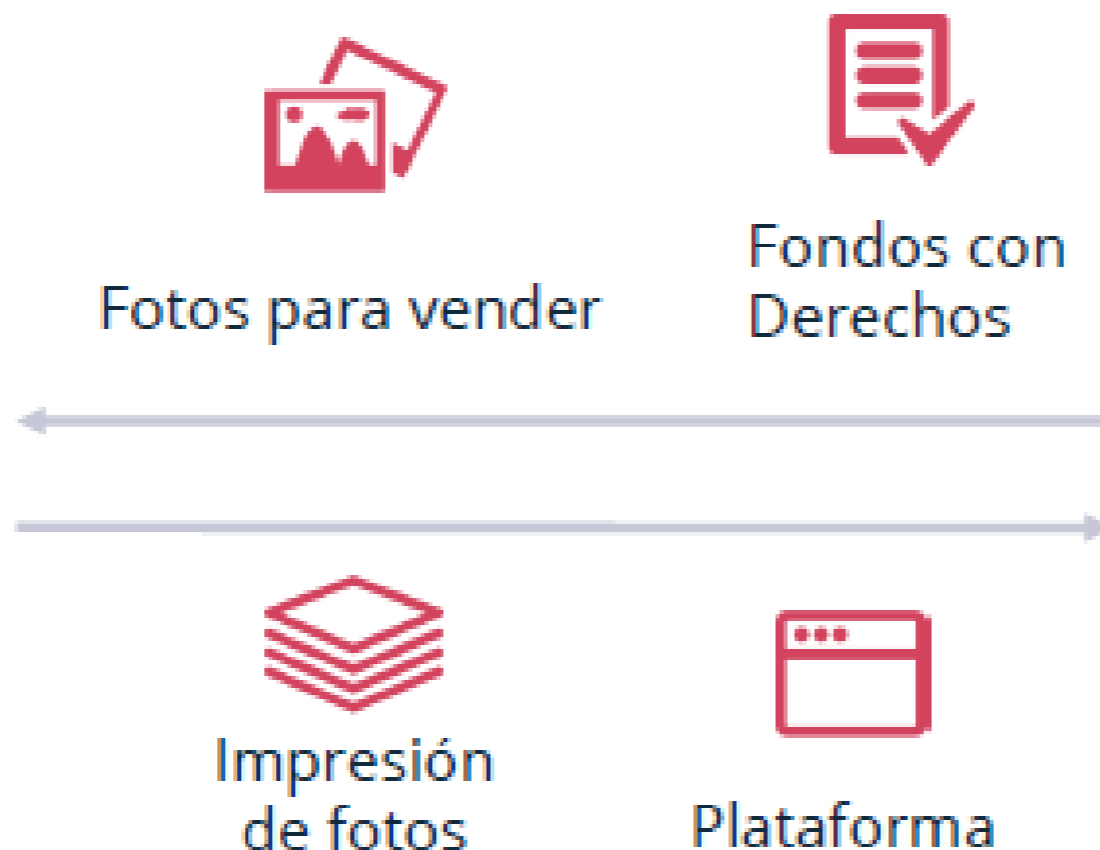 Fotos para vender
Fondos con
Derechos
Impresión
de fotos
Plataforma